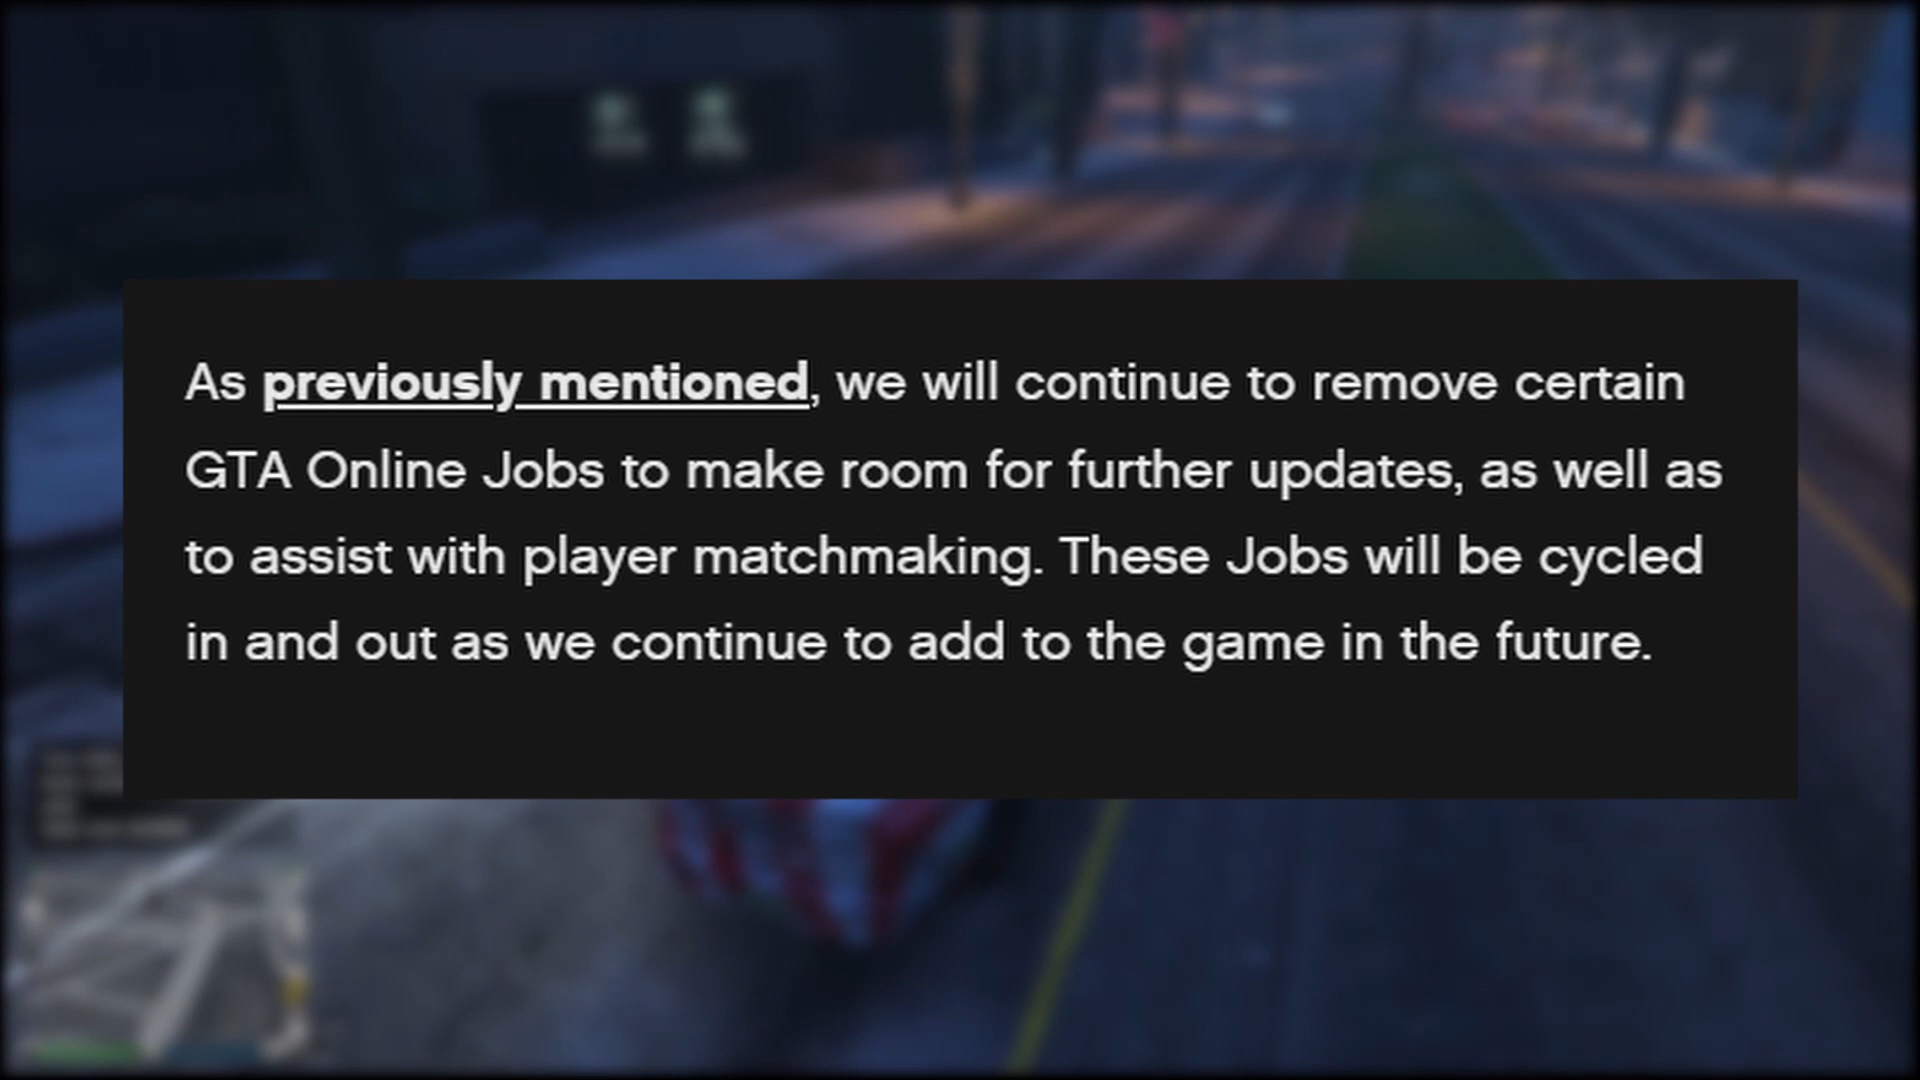 As previously mentioned, we will continue to remove certain
GTA Online Jobs to make room for further updates, as well as
to assist with player matchmaking. These Jobs will be cycled
in and out as we continue to add to the game in the future.